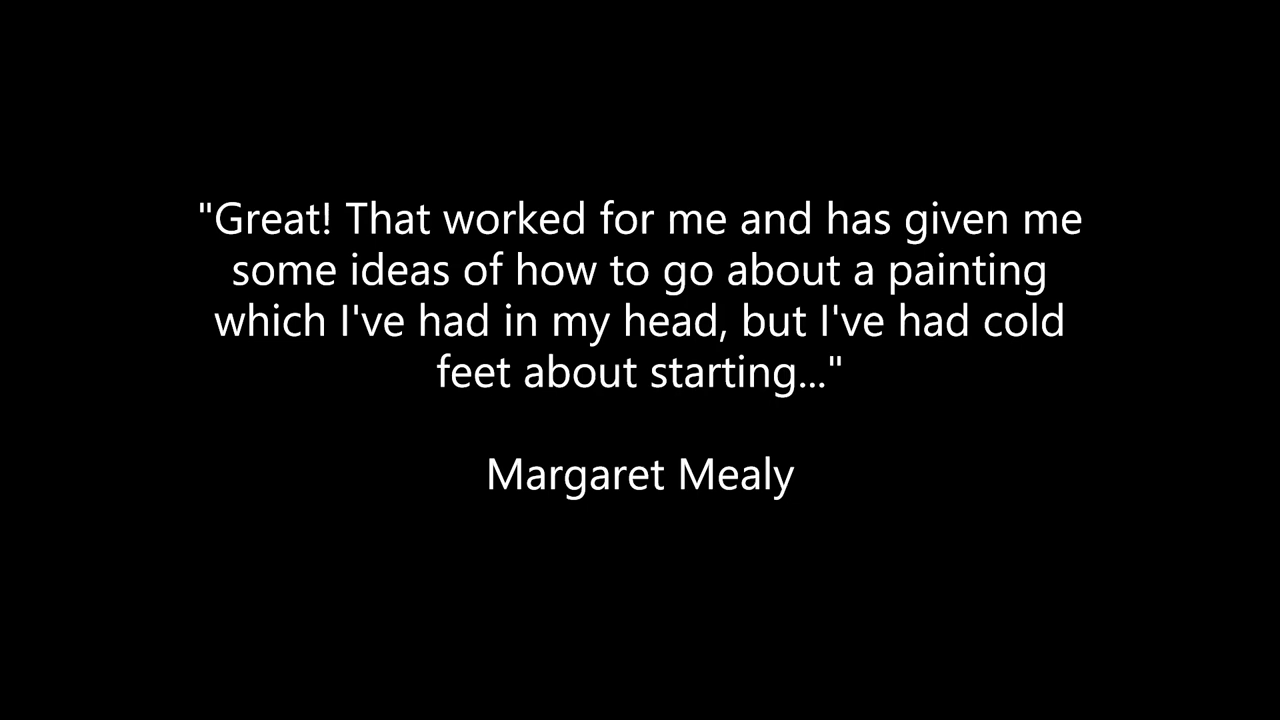 "Great! That worked for me and has given me
some ideas of how to go about a painting
which I've had in my head, but I've had cold
feet about starting..."
Margaret Mealy